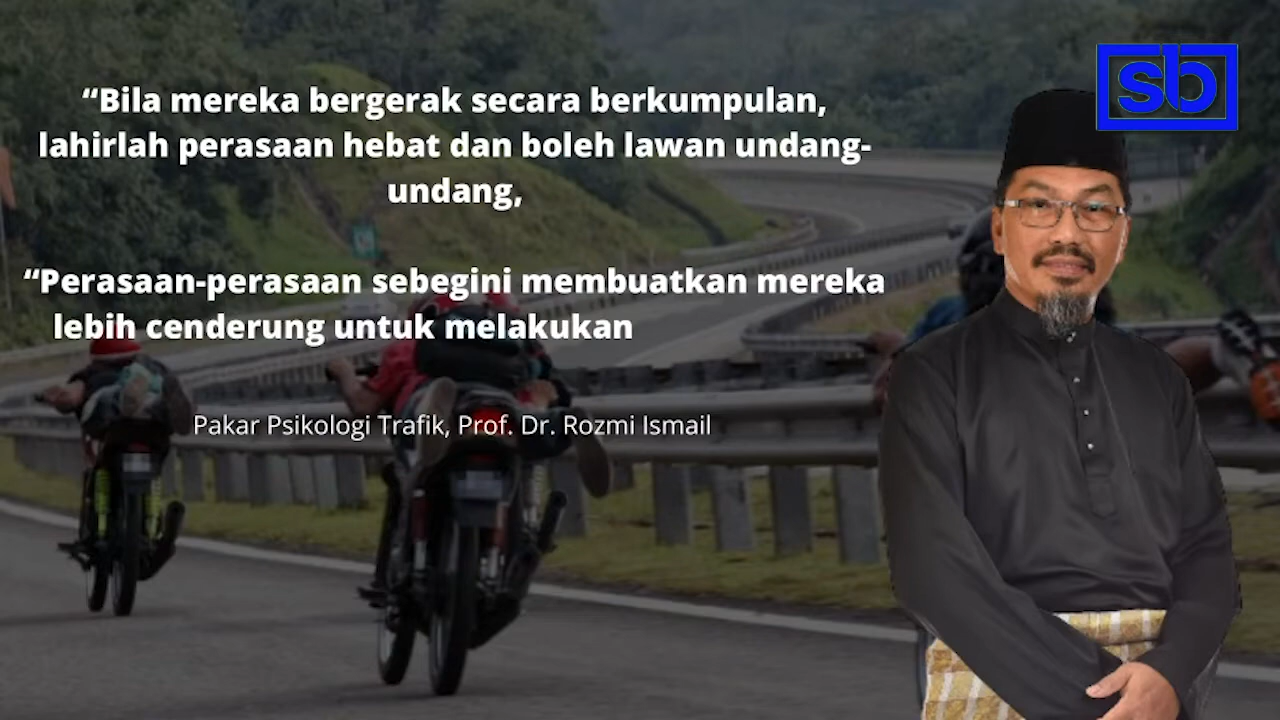 sb
“Bila mereka bergerak secara berkumpulan,
lahirlah perasaan hebat dan boleh lawan undang-
undang,
“Perasaan-perasaan sebegini membuatkan mereka
lebih cenderung untuk melakukan
Pakar Psikologi Trafik, Prof. Dr. Rozmi Ismail